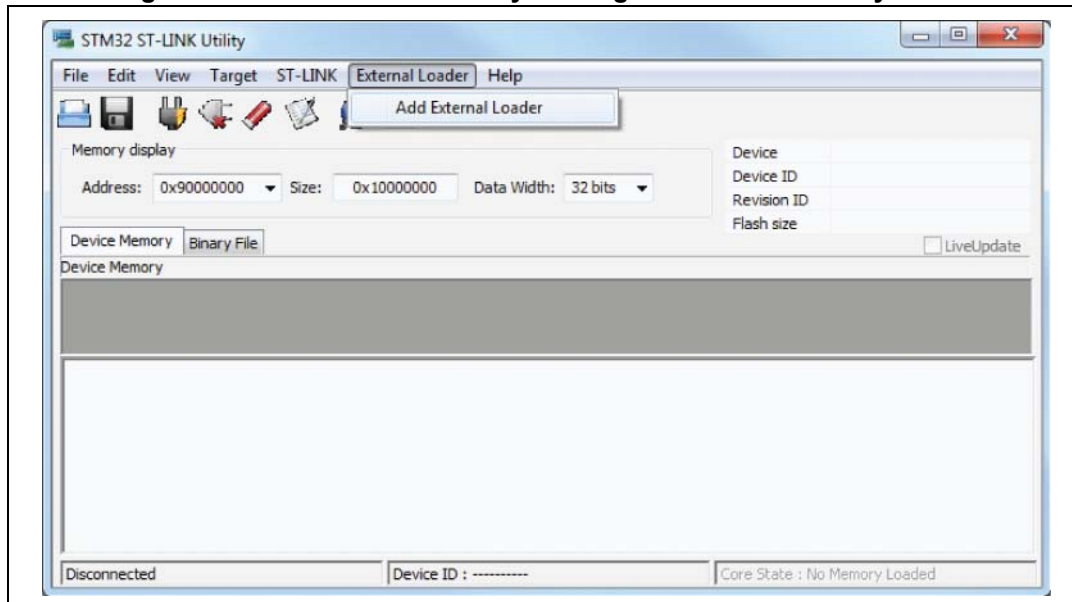 STM32 ST-LINK Utility
File Edit View Target ST-LINK External Loader Help
Add External Loader
Memory display
Address: 0x90000000 Size: 0x10000000 Data Width: 32 bits
Device
Device ID
Revision ID
Flash size
Device Memory Binary File
LiveUpdate
Device Memory
Disconnected Device ID : ---------- Core State : No Memory Loaded